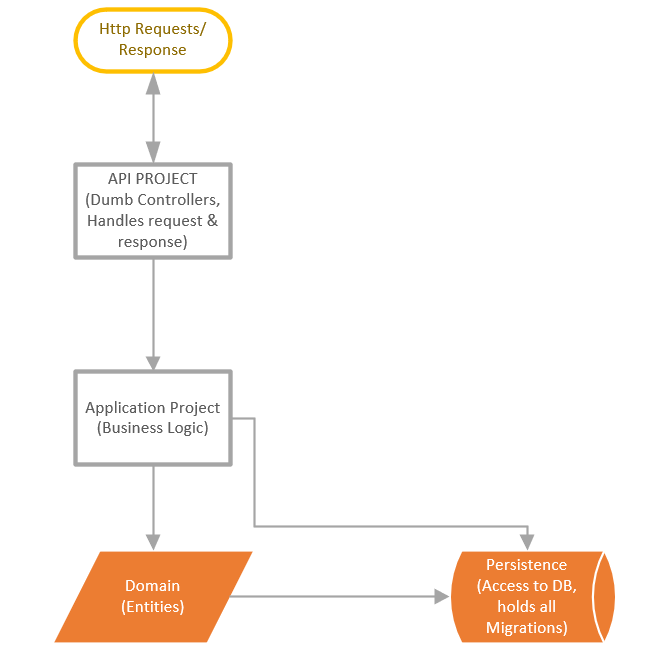 Http Requests/
Response
API PROJECT
(Dumb Controllers,
Handles request &
response)
Application Project
(Business Logic)
Domain
(Entities)
Persistence
(Access to DB,
holds all
Migrations)